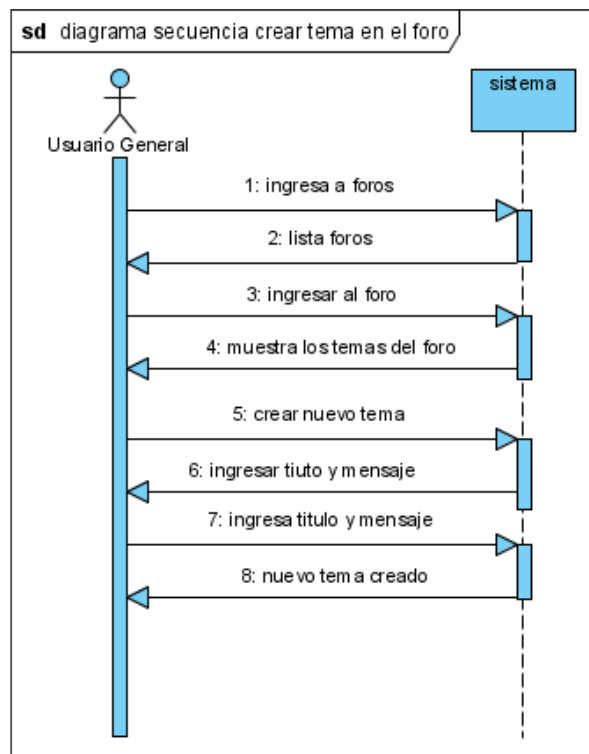 sd diagrama secuencia crear tema en el foro
sistema
Usuario General
1: ingresa a foros
2: lista foros
3: ingresar al foro
4: muestra los temas del foro
5: crear nuevo tema
6: ingresar tiuto y mensaje
7: ingresa titulo y mensaje
8: nuevo tema creado